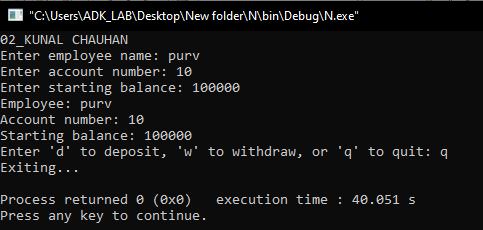 "C:\Users\ADK_LAB\Desktop\New folder\N\bin\Debug\N.exe"
02_KUNAL CHAUHAN
Enter employee name: purv
Enter account number: 10
Enter starting balance: 100000
Employee: purv
Account number: 10
Starting balance: 100000
Enter 'd' to deposit, 'w' to withdraw, or 'q' to quit: q
Exiting...
Process returned 0 (0x0)   execution time : 40.051 s
Press any key to continue.